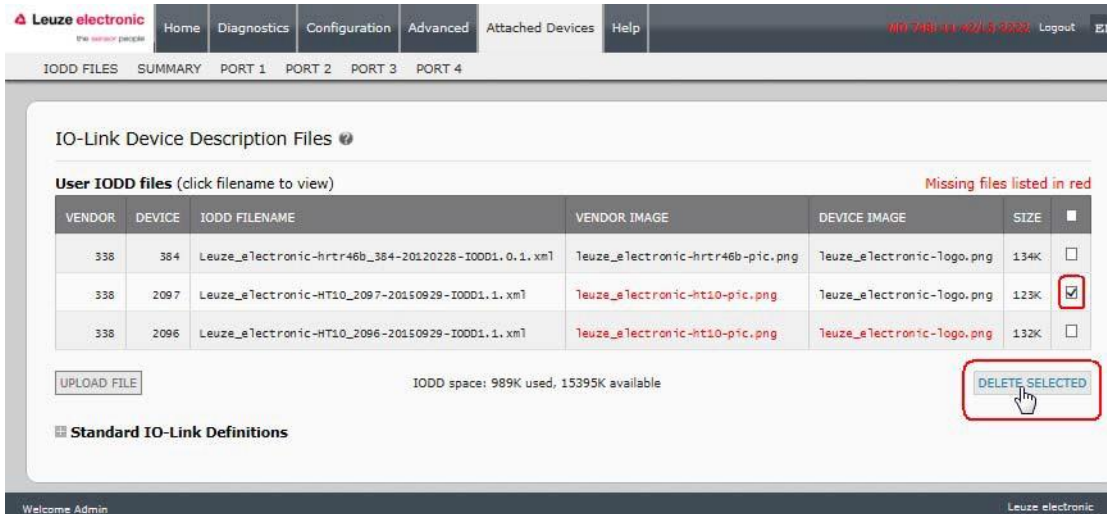 Leuze electronic
the sensor people
Home Diagnostics Configuration Advanced Attached Devices Help
Logout
IODD FILES SUMMARY PORT 1 PORT 2 PORT 3 PORT 4
IO-Link Device Description Files
User IODD files (click filename to view) Missing files listed in red
VENDOR DEVICE IODD FILENAME VENDOR IMAGE DEVICE IMAGE SIZE
338 384 Leuze_electronic-hrtr46b_384-20120228-IODD1.0.1.xml leuze_electronic-hrtr46b-pic.png leuze_electronic-logo.png 134K
338 2097 Leuze_electronic-HT10_2097-20150929-IODD1.1.xml leuze_electronic-ht10-pic.png leuze_electronic-logo.png 123K
338 2096 Leuze_electronic-HT10_2096-20150929-IODD1.1.xml leuze_electronic-ht10-pic.png leuze_electronic-logo.png 132K
UPLOAD FILE IODD space: 989K used, 15395K available DELETE SELECTED
Standard IO-Link Definitions
Welcome Admin Leuze electronic